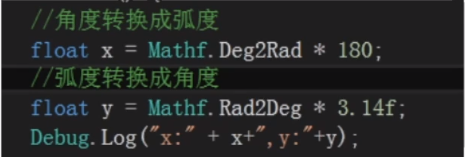 //角度转换成弧度
float x = Mathf.Deg2Rad * 180;
//弧度转换成角度
float y = Mathf.Rad2Deg * 3.14f;
Debug.Log("x:" + x+",y:"+y);